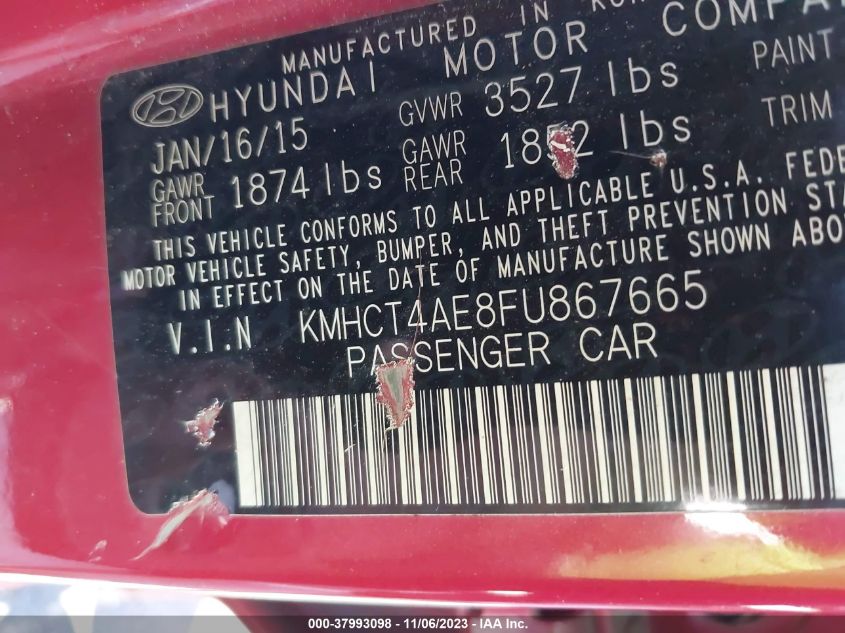 MANUFACTURED IN KOR
HYUNDAI MOTOR COMPA
JAN/16/15 GVWR 3527 lbs PAINT
GAWR FRONT 1874 lbs GAWR REAR lbs TRIM
THIS VEHICLE CONFORMS TO ALL APPLICABLE U.S.A. FEDE
MOTOR VEHICLE SAFETY, BUMPER, AND THEFT PREVENTION STA
IN EFFECT ON THE DATE OF MANUFACTURE SHOWN ABO
V.I.N KMHCT4AE8FU867665
PASSENGER CAR
000-37993098 - 11/06/2023 - IAA Inc.